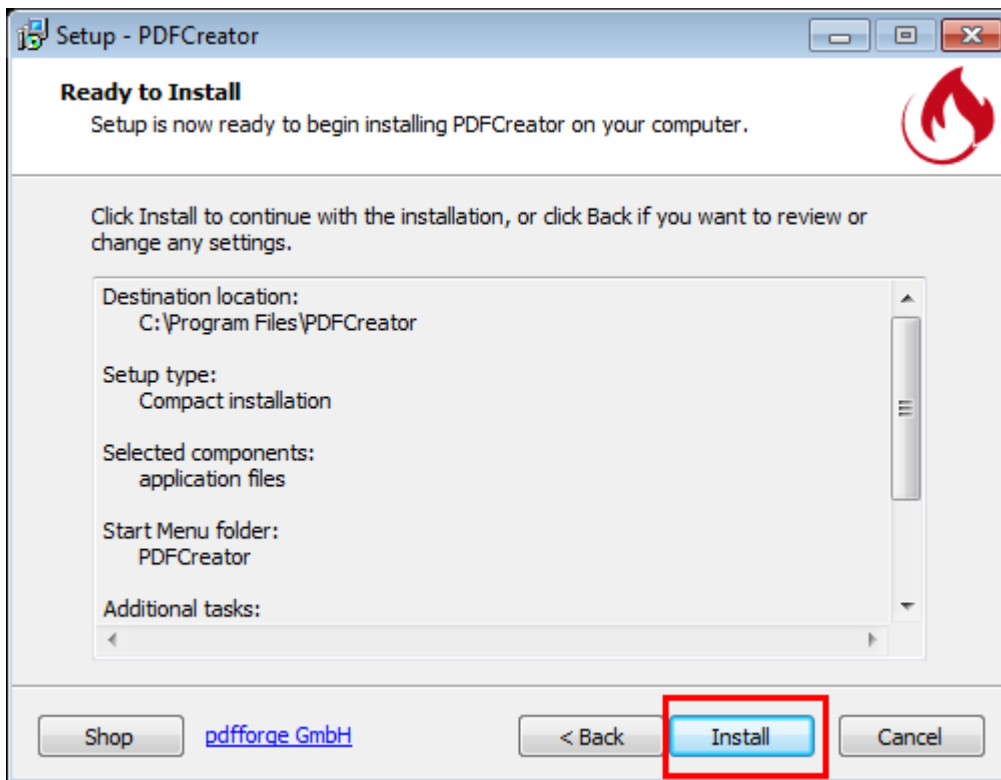 Setup - PDFCreator
Ready to Install
Setup is now ready to begin installing PDFCreator on your computer.
Click Install to continue with the installation, or click Back if you want to review or
change any settings.
Destination location:
C:\Program Files\PDFCreator
Setup type:
Compact installation
Selected components:
application files
Start Menu folder:
PDFCreator
Additional tasks:
Shop
pdfforge GmbH
< Back
Install
Cancel